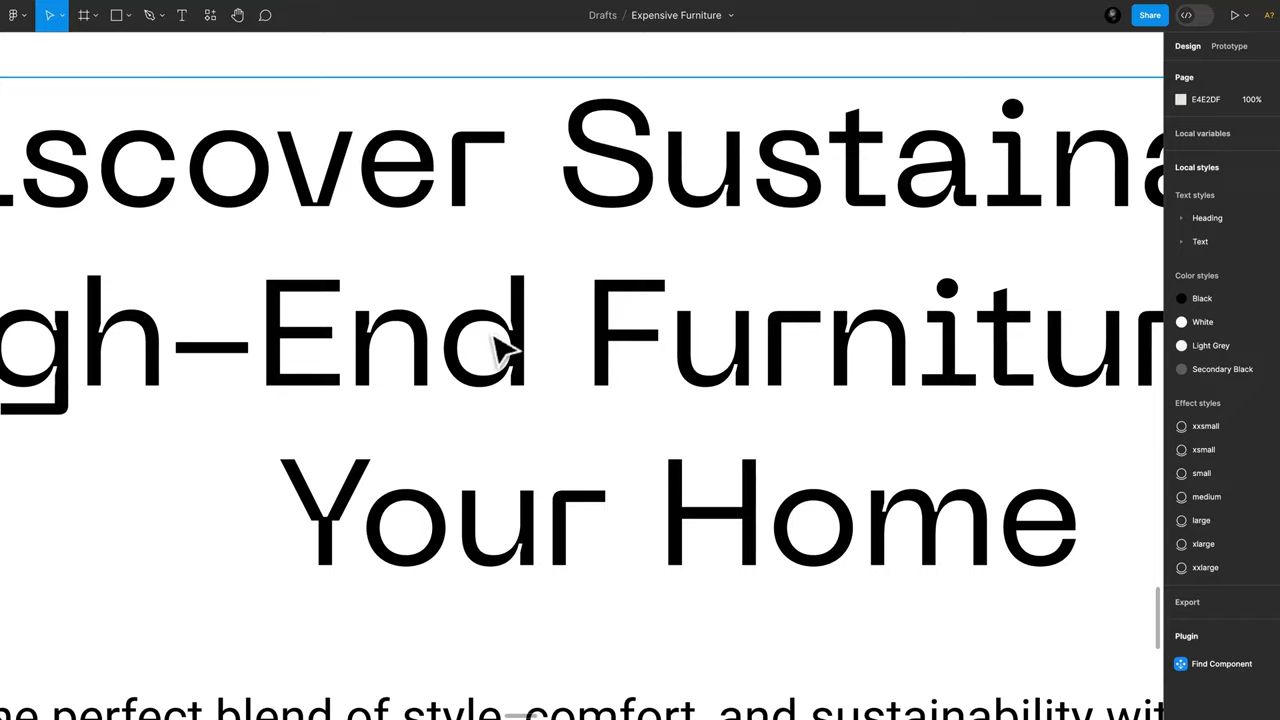 Drafts / Expensive Furniture
Share
A?
Design Prototype
Page
E4E2DF 100%
Local variables
Local styles
Text styles
Heading
Text
Color styles
Black
White
Light Grey
Secondary Black
Effect styles
xxsmall
xsmall
small
medium
large
xlarge
xxlarge
Export
Plugin
Find Component
iscover Sustaina
gh-End Furnitur
Your Home
he perfect blend of style, comfort, and sustainability wit